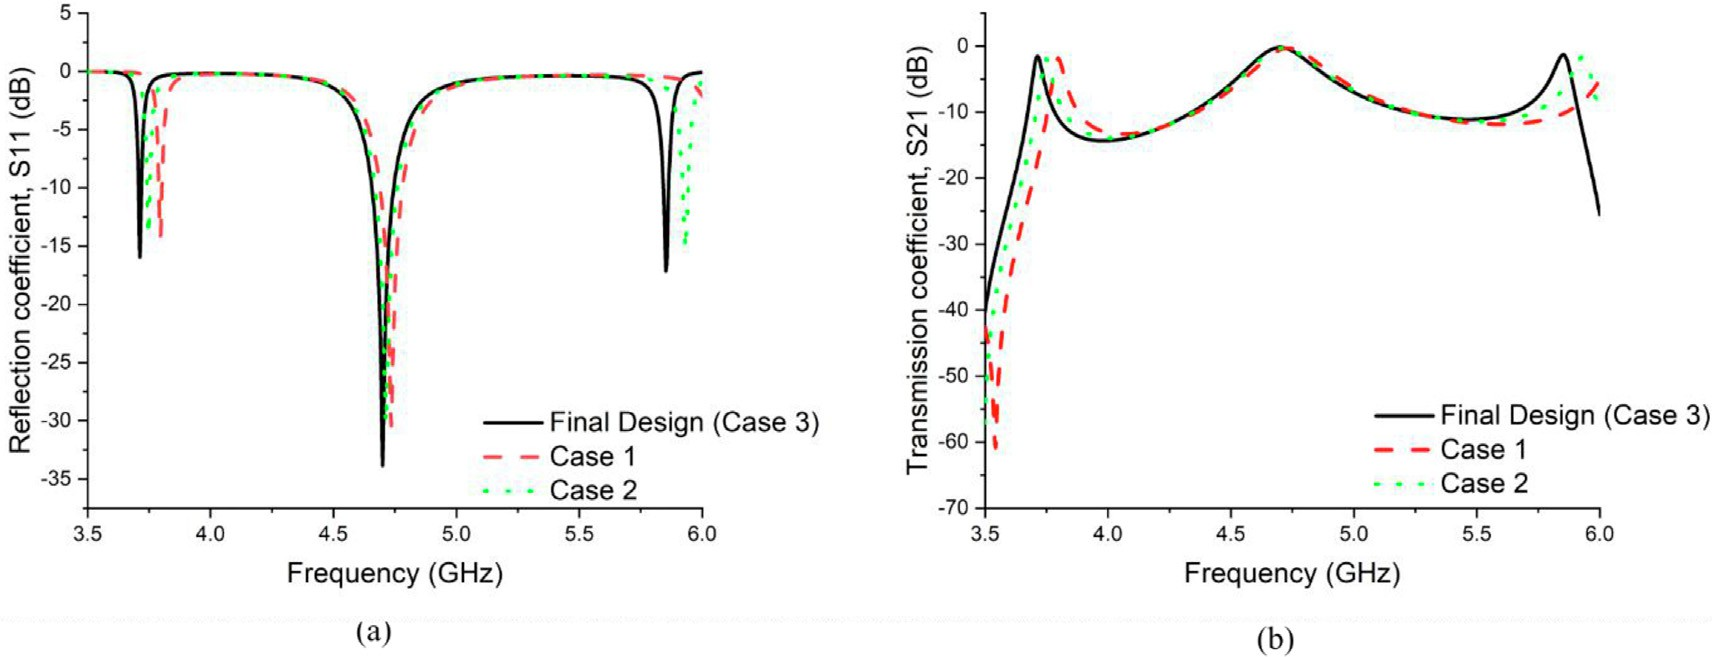 5
0
-5
-10
-15
-20
-25
-30
-35
Reflection coefficient, S11 (dB)
Final Design (Case 3)
Case 1
Case 2
3.5 4.0 4.5 5.0 5.5 6.0
Frequency (GHz)
(a)
0
-10
-20
-30
-40
-50
-60
-70
Transmission coefficient, S21 (dB)
Final Design (Case 3)
Case 1
Case 2
3.5 4.0 4.5 5.0 5.5 6.0
Frequency (GHz)
(b)